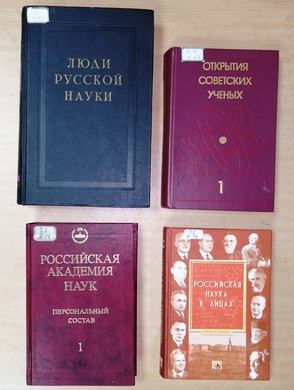 ЛЮДИ
РУССКОЙ
НАУКИ
ОТКРЫТИЯ
СОВЕТСКИХ
УЧЕНЫХ
1
РОССИЙСКАЯ
АКАДЕМИЯ
НАУК
ПЕРСОНАЛЬНЫЙ
СОСТАВ
1
РОССИЙСКАЯ
НАУКА
В ЛИЦАХ